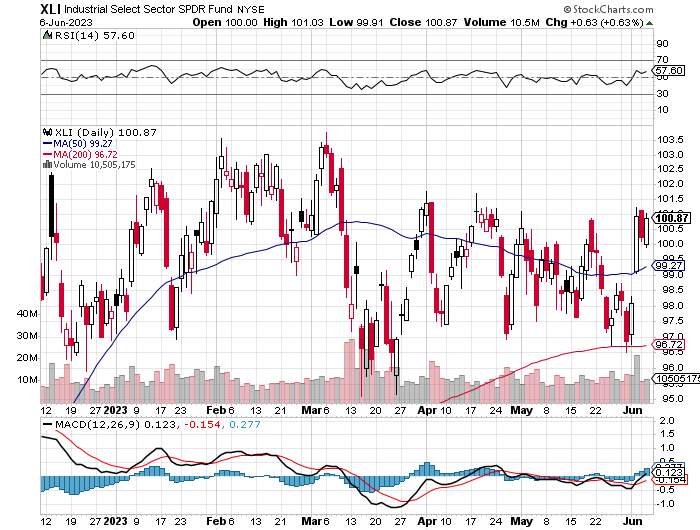 XLI Industrial Select Sector SPDR Fund NYSE © StockCharts.com
6-Jun-2023 Open 100.00 High 101.03 Low 99.91 Close 100.87 Volume 10.5M Chg +0.63 (+0.63%)
RSI(14) 57.60
90
70
57.60
50
30
10
XLI (Daily) 100.87
MA(50) 99.27
MA(200) 96.72
Volume 10,505,175
103.5
103.0
102.5
102.0
101.5
100.87
100.5
100.0
99.27
99.0
98.5
98.0
97.5
97.0
96.72
96.0
95.5
95.0
40M
30M
20M
10M
10505175
12 19 27 2023 9 17 23 Feb 6 13 21 Mar 6 13 20 27 Apr 10 17 24 May 8 15 22 Jun
MACD(12,26,9) 0.123, -0.154, 0.277
2.0
1.5
1.0
0.277
0.123
-0.154
-0.5
-1.0
12 19 27 2023 9 17 23 Feb 6 13 21 Mar 13 20 27 Apr 10 17 24 May 8 15 22 Jun